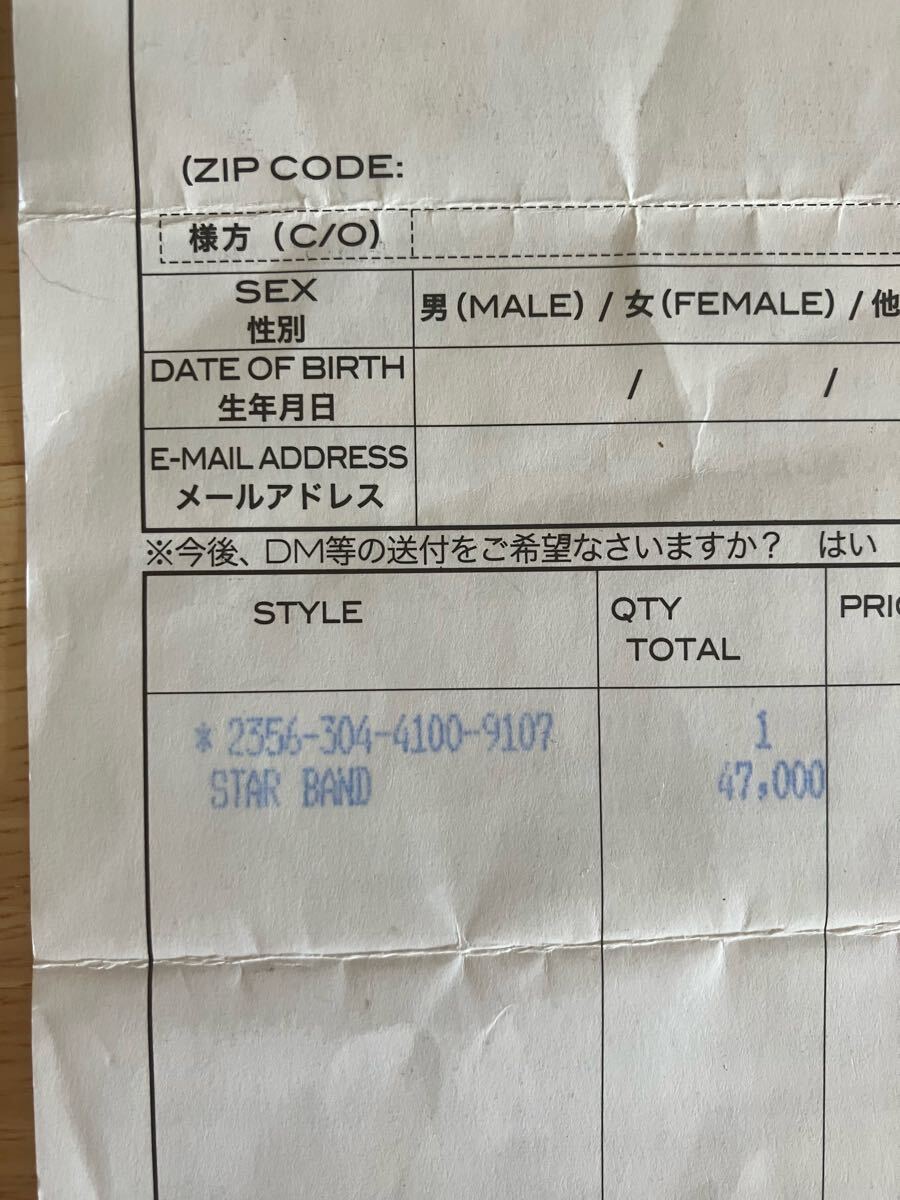 (ZIP CODE:
様方 (C/O)
SEX
性別
男 (MALE) / 女 (FEMALE) / 他
DATE OF BIRTH
生年月日
/ /
E-MAIL ADDRESS
メールアドレス
※今後、DM等の送付をご希望なさいますか? はい
STYLE
QTY
TOTAL
PRIC
* 2356-304-4100-9107 1
STAR BAND 47,000